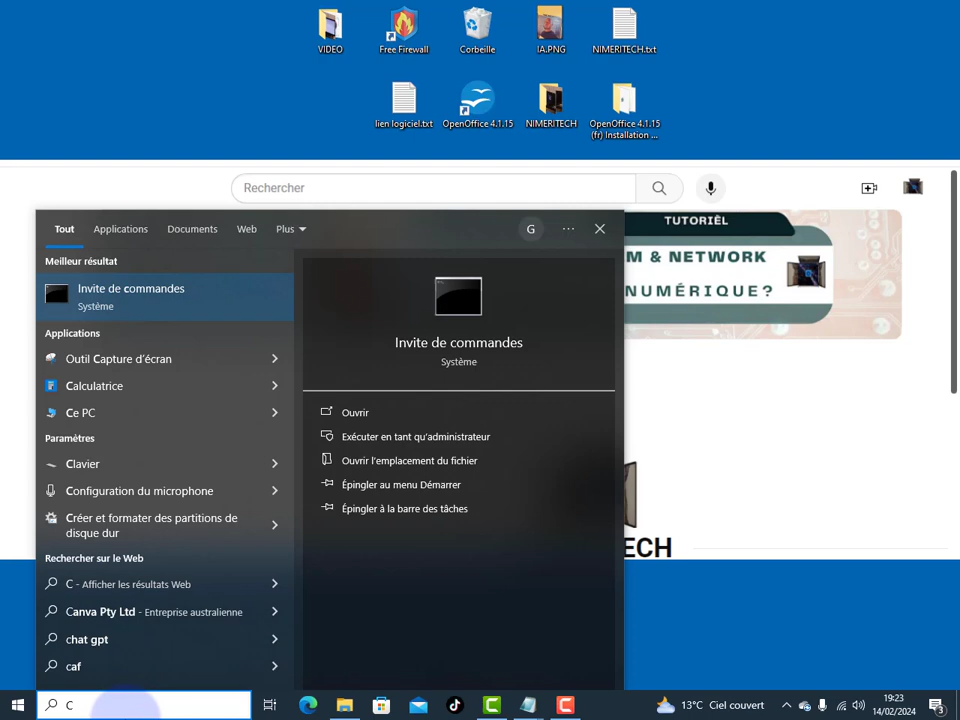 VIDEO
Free Firewall
Corbeille
IA.PNG
NIMERITECH.txt
lien logiciel.txt
OpenOffice 4.1.15
NIMERITECH
OpenOffice 4.1.15
(fr) Installation ...
Rechercher
TUTORIËL
M & NETWORK
NUMÉRIQUE?
ECH
Tout
Applications
Documents
Web
Plus
G
Meilleur résultat
Invite de commandes
Système
Applications
Outil Capture d'écran
Calculatrice
Ce PC
Paramètres
Clavier
Configuration du microphone
Créer et formater des partitions de
disque dur
Rechercher sur le Web
C - Afficher les résultats Web
Canva Pty Ltd - Entreprise australienne
chat gpt
caf
Invite de commandes
Système
Ouvrir
Exécuter en tant qu'administrateur
Ouvrir l'emplacement du fichier
Épingler au menu Démarrer
Épingler à la barre des tâches
C
13°C Ciel couvert
19:23
14/02/2024
3